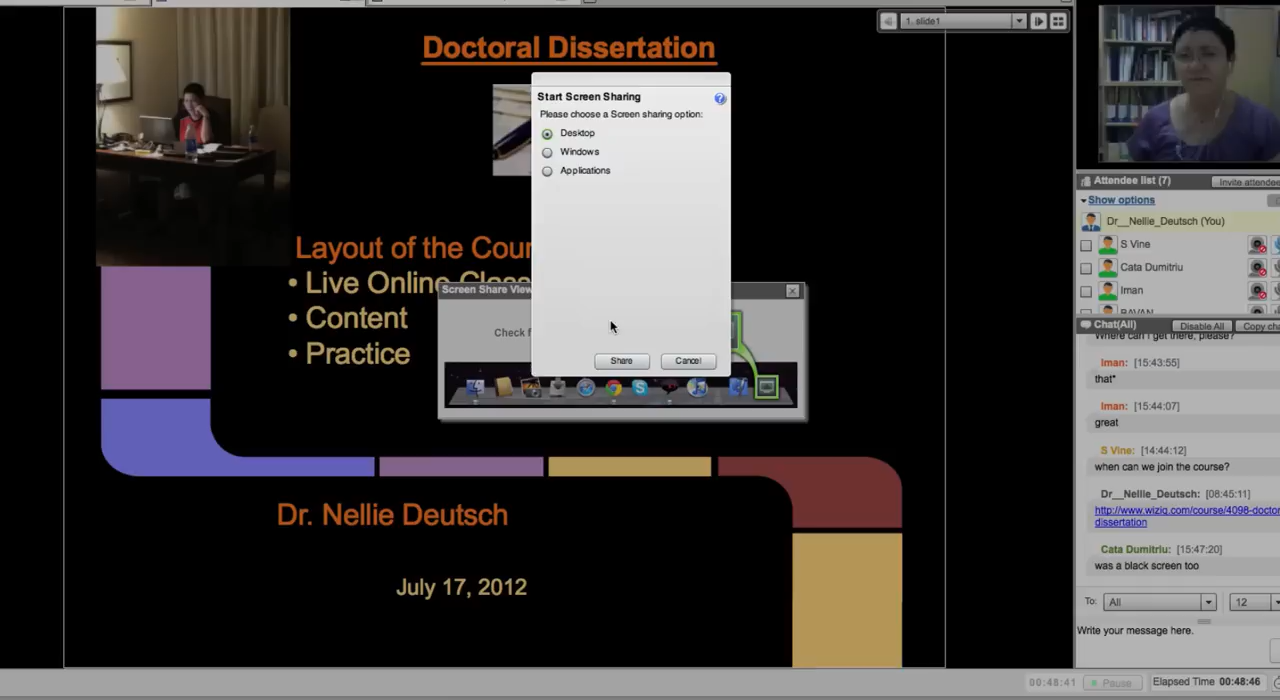 1. slide1
Doctoral Dissertation
Start Screen Sharing
?
Please choose a Screen sharing option:
Desktop
Windows
Applications
Share
Cancel
Layout of the Cour
• Live Online Class
• Content
• Practice
Screen Share View
Check f
Dr. Nellie Deutsch
July 17, 2012
Attendee list (7)
Invite attende
Show options
Dr__Nellie_Deutsch (You)
S Vine
Cata Dumitriu
Iman
Chat(All)
Disable All
Copy cha
Where can I get there, please?
Iman: [15:43:55]
that*
Iman: [15:44:07]
great
S Vine: [14:44:12]
when can we join the course?
Dr__Nellie_Deutsch: [08:45:11]
http://www.wiziq.com/course/4098-doctor
dissertation
Cata Dumitriu: [15:47:20]
was a black screen too
To:
All
12
Write your message here.
00:48:41
Pause
Elapsed Time 00:48:46